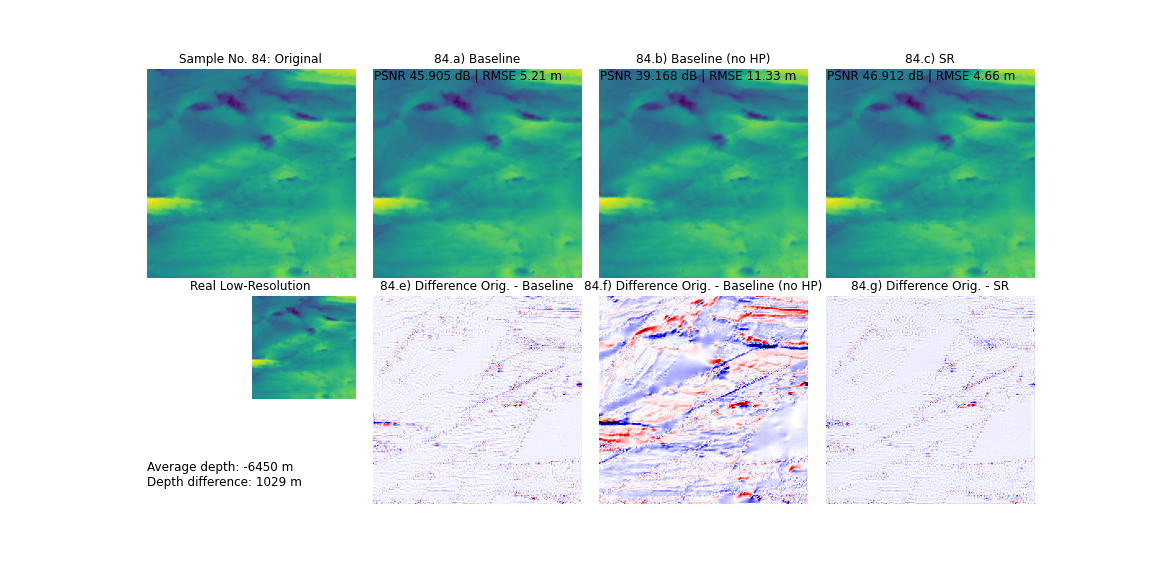 Sample No. 84: Original
84.a) Baseline
84.b) Baseline (no HP)
84.c) SR
PSNR 45.905 dB | RMSE 5.21 m
PSNR 39.168 dB | RMSE 11.33 m
PSNR 46.912 dB | RMSE 4.66 m
Real Low-Resolution
84.e) Difference Orig. - Baseline
84.f) Difference Orig. - Baseline (no HP)
84.g) Difference Orig. - SR
Average depth: -6450 m
Depth difference: 1029 m